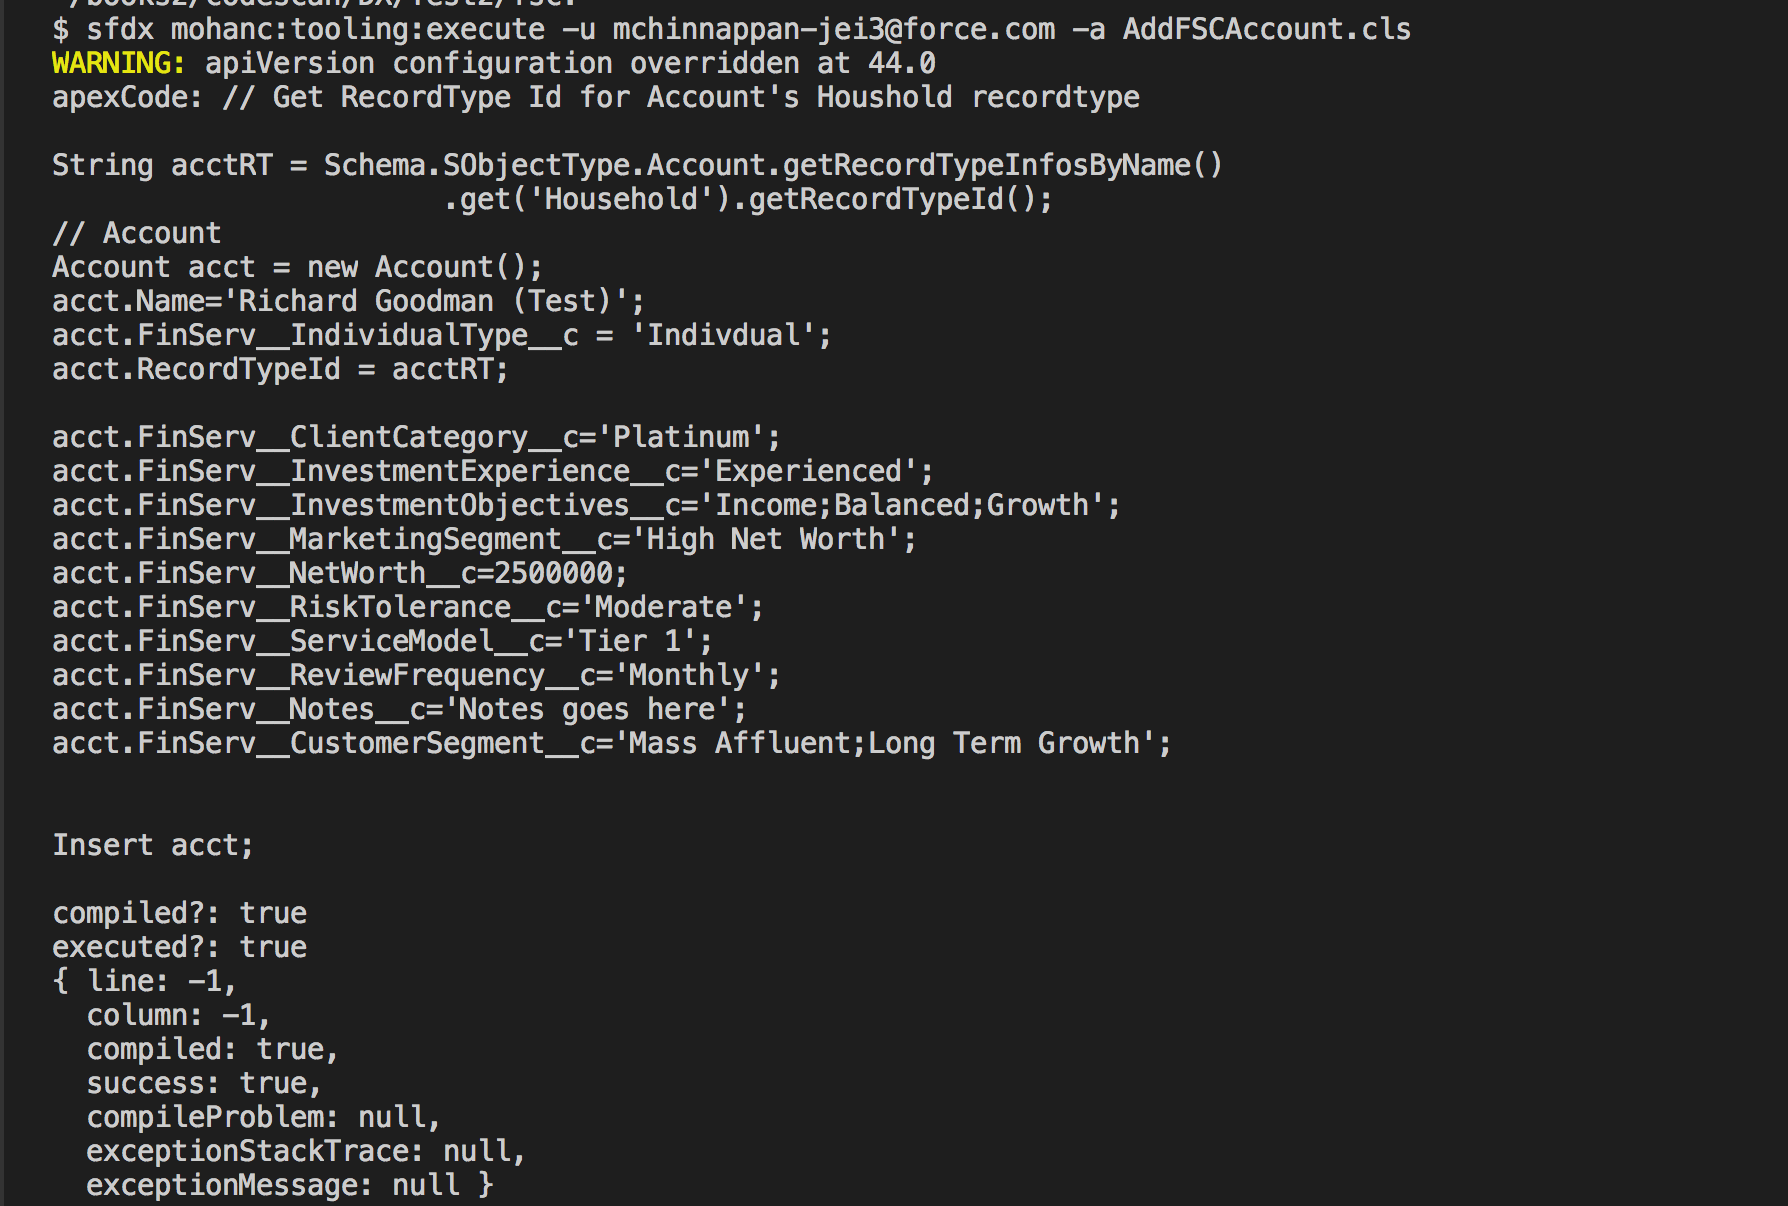 $ sfdx mohanc:tooling:execute -u mchinnappan-jei3@force.com -a AddFSCAccount.cls
WARNING: apiVersion configuration overridden at 44.0
apexCode: // Get RecordType Id for Account's Houshold recordtype
String acctRT = Schema.SObjectType.Account.getRecordTypeInfosByName()
.get('Household').getRecordTypeId();
// Account
Account acct = new Account();
acct.Name='Richard Goodman (Test)';
acct.FinServ__IndividualType__c = 'Indivdual';
acct.RecordTypeId = acctRT;
acct.FinServ__ClientCategory__c='Platinum';
acct.FinServ__InvestmentExperience__c='Experienced';
acct.FinServ__InvestmentObjectives__c='Income;Balanced;Growth';
acct.FinServ__MarketingSegment__c='High Net Worth';
acct.FinServ__NetWorth__c=2500000;
acct.FinServ__RiskTolerance__c='Moderate';
acct.FinServ__ServiceModel__c='Tier 1';
acct.FinServ__ReviewFrequency__c='Monthly';
acct.FinServ__Notes__c='Notes goes here';
acct.FinServ__CustomerSegment__c='Mass Affluent;Long Term Growth';
Insert acct;
compiled?: true
executed?: true
{ line: -1,
column: -1,
compiled: true,
success: true,
compileProblem: null,
exceptionStackTrace: null,
exceptionMessage: null }